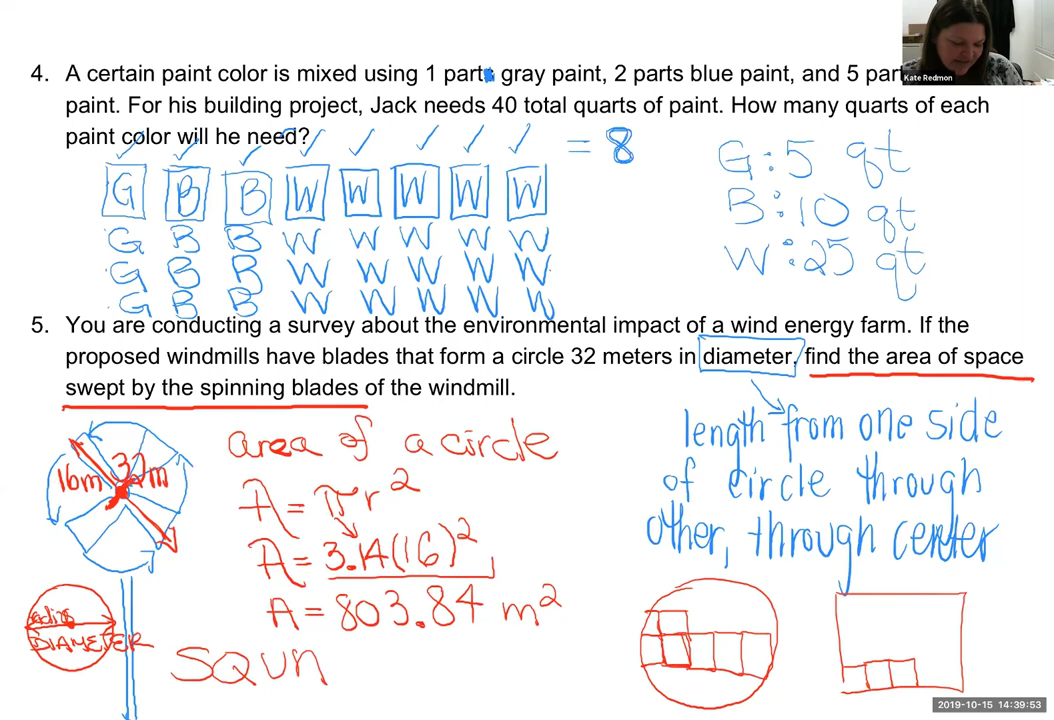 4. A certain paint color is mixed using 1 part gray paint, 2 parts blue paint, and 5 par
paint. For his building project, Jack needs 40 total quarts of paint. How many quarts of each
paint color will he need?
Kate Redmon
= 8
G B B W W W W W
G B B W W W W W
G B B W W W W W
G B B W W W W W
G: 5 qt
B: 10 qt
W: 25 qt
5. You are conducting a survey about the environmental impact of a wind energy farm. If the
proposed windmills have blades that form a circle 32 meters in diameter, find the area of space
swept by the spinning blades of the windmill.
16m 32m
area of a circle
A = πr²
A = 3.14(16)²
A = 803.84 m²
SQUN
DIAMETER
length from one side
of circle through
other, through center
2019-10-15 14:39:53